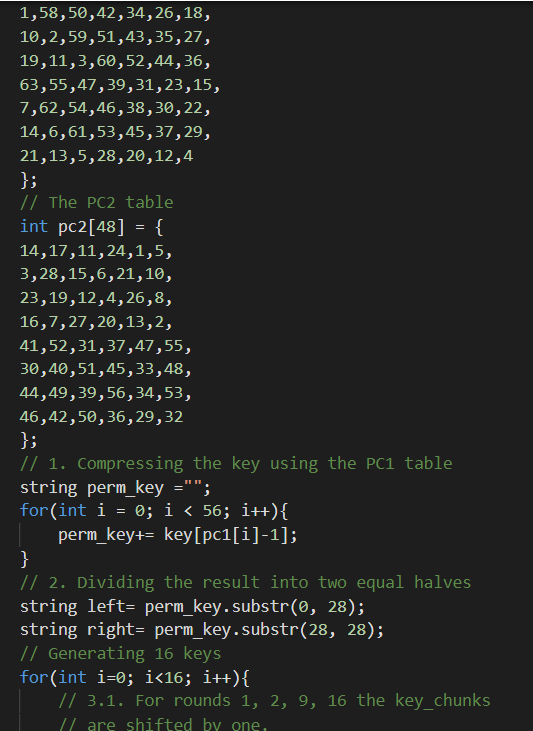 1,58,50,42,34,26,18,
10,2,59,51,43,35,27,
19,11,3,60,52,44,36,
63,55,47,39,31,23,15,
7,62,54,46,38,30,22,
14,6,61,53,45,37,29,
21,13,5,28,20,12,4
};
// The PC2 table
int pc2[48] = {
14,17,11,24,1,5,
3,28,15,6,21,10,
23,19,12,4,26,8,
16,7,27,20,13,2,
41,52,31,37,47,55,
30,40,51,45,33,48,
44,49,39,56,34,53,
46,42,50,36,29,32
};
// 1. Compressing the key using the PC1 table
string perm_key ="";
for(int i = 0; i < 56; i++){
    perm_key+= key[pc1[i]-1];
}
// 2. Dividing the result into two equal halves
string left= perm_key.substr(0, 28);
string right= perm_key.substr(28, 28);
// Generating 16 keys
for(int i=0; i<16; i++){
    // 3.1. For rounds 1, 2, 9, 16 the key_chunks
    // are shifted by one.